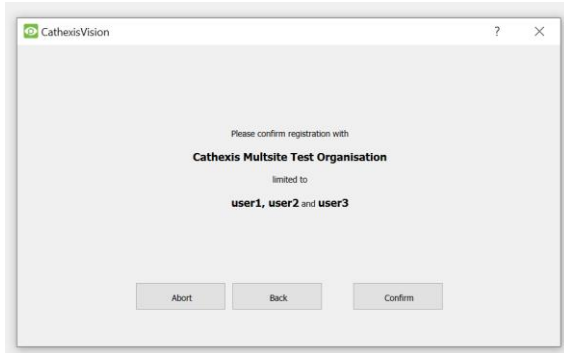 CathexisVision ?
Please confirm registration with
Cathexis Multsite Test Organisation
limited to
user1, user2 and user3
Abort Back Confirm